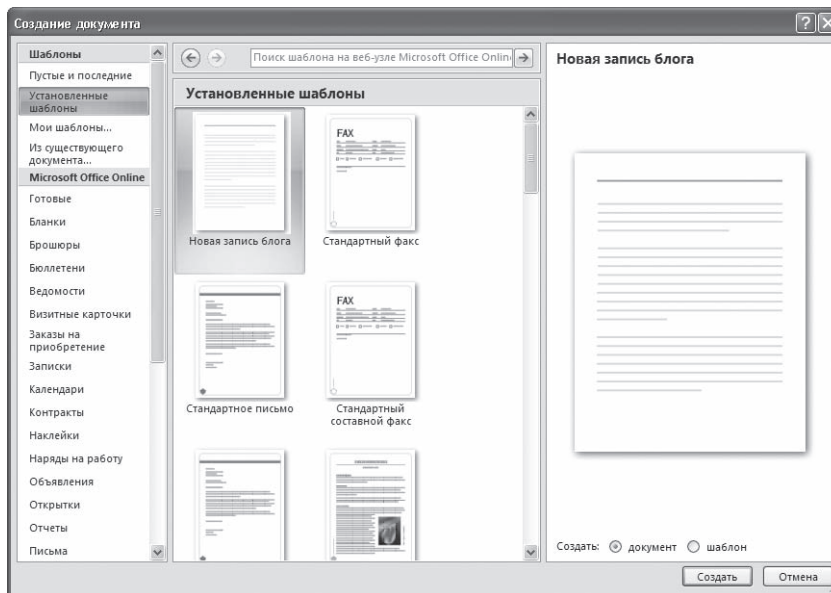 Создание документа
Шаблоны
Пустые и последние
Установленные
шаблоны
Мои шаблоны...
Из существующего
документа...
Microsoft Office Online
Готовые
Бланки
Брошюры
Бюллетени
Ведомости
Визитные карточки
Заказы на
приобретение
Записки
Календари
Контракты
Наклейки
Наряды на работу
Объявления
Открытки
Отчеты
Письма
Поиск шаблона на веб-узле Microsoft Office Onlin
Установленные шаблоны
Новая запись блога
FAX
Стандартный факс
Стандартное письмо
FAX
Стандартный
составной факс
Новая запись блога
Создать: документ шаблон
Создать Отмена